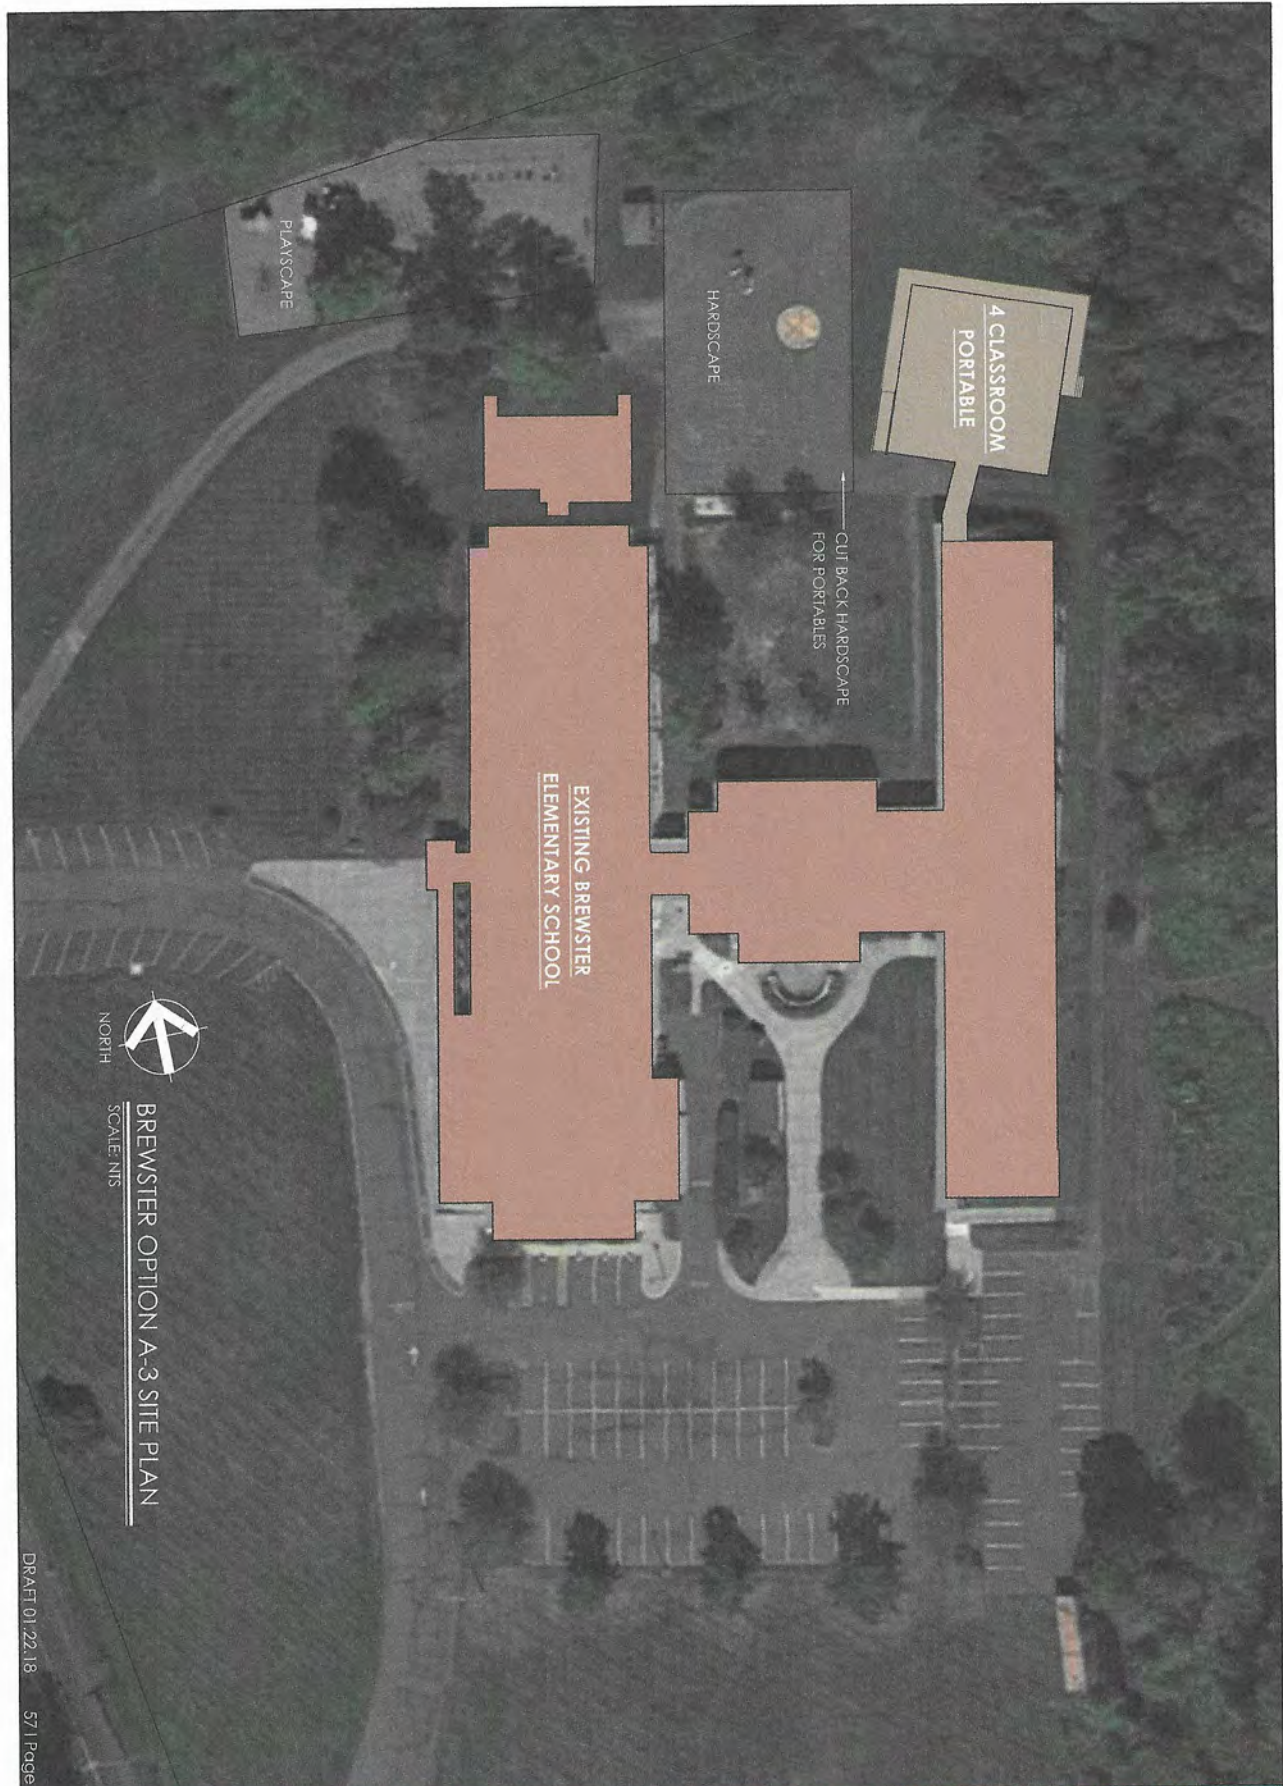 4 CLASSROOM
PORTABLE
HARDSCAPE
PLAYSCAPE
CUT BACK HARDSCAPE
FOR PORTABLES
EXISTING BREWSTER
ELEMENTARY SCHOOL
NORTH
BREWSTER OPTION A-3 SITE PLAN
SCALE: NTS
DRAFT 01.22.18 57 | Page